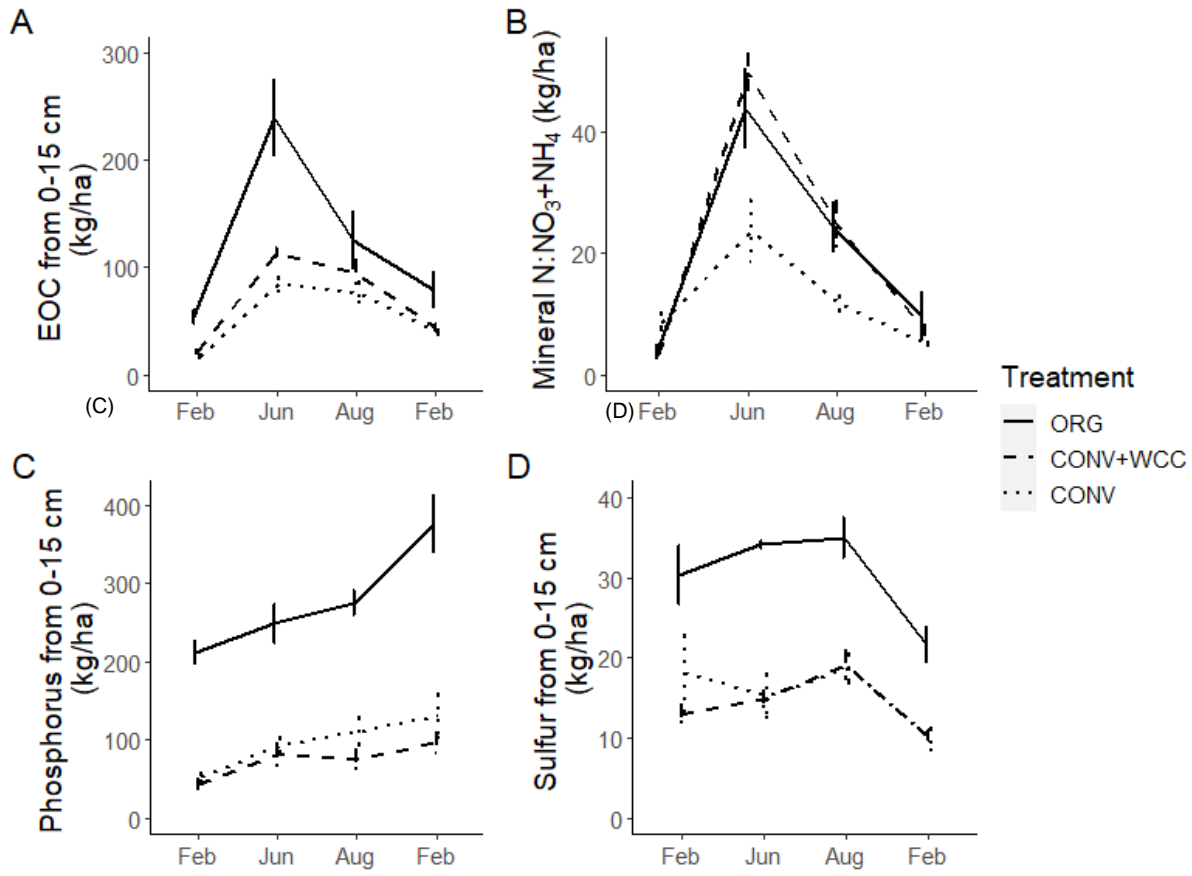 A
EOC from 0-15 cm
(kg/ha)
300
200
100
0
Feb Jun Aug Feb
(C)
B
Mineral N:NO₃+NH₄ (kg/ha)
40
20
0
Feb Jun Aug Feb
(D)
Treatment
ORG
CONV+WCC
CONV
C
Phosphorus from 0-15 cm
(kg/ha)
400
300
200
100
0
Feb Jun Aug Feb
D
Sulfur from 0-15 cm
(kg/ha)
40
30
20
10
0
Feb Jun Aug Feb